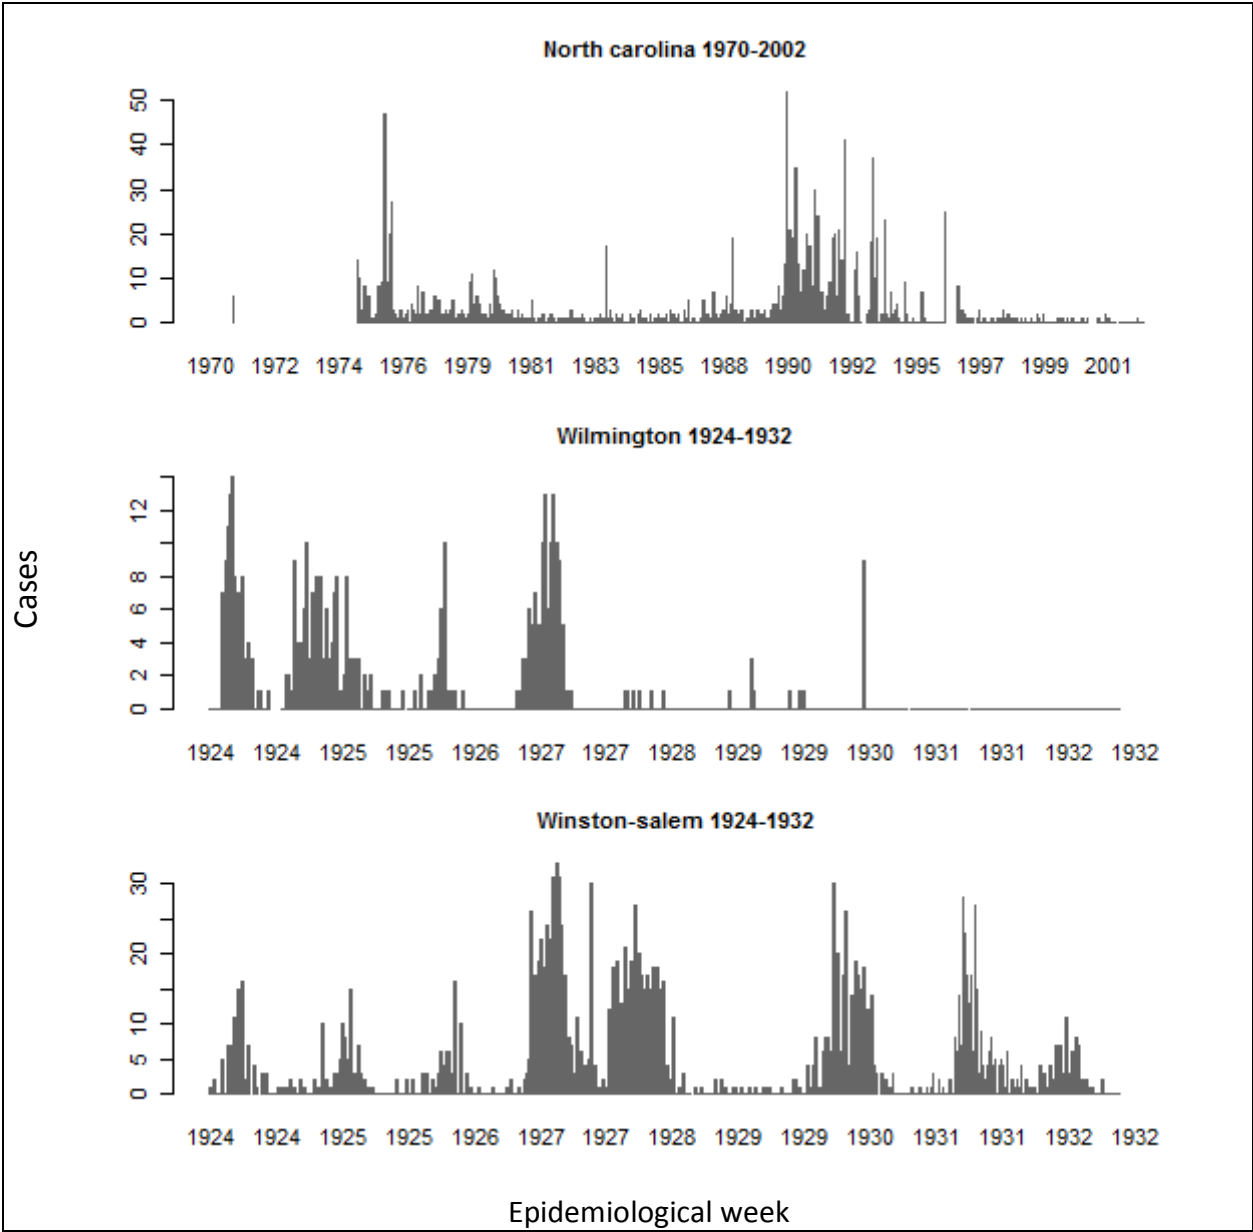 North carolina 1970-2002
50
40
30
20
10
0
1970 1972 1974 1976 1979 1981 1983 1985 1988 1990 1992 1995 1997 1999 2001
Wilmington 1924-1932
12
8
6
4
2
0
1924 1924 1925 1925 1926 1927 1927 1928 1929 1929 1930 1931 1931 1932 1932
Cases
Winston-salem 1924-1932
30
20
10
5
0
1924 1924 1925 1925 1926 1927 1927 1928 1929 1929 1930 1931 1931 1932 1932
Epidemiological week